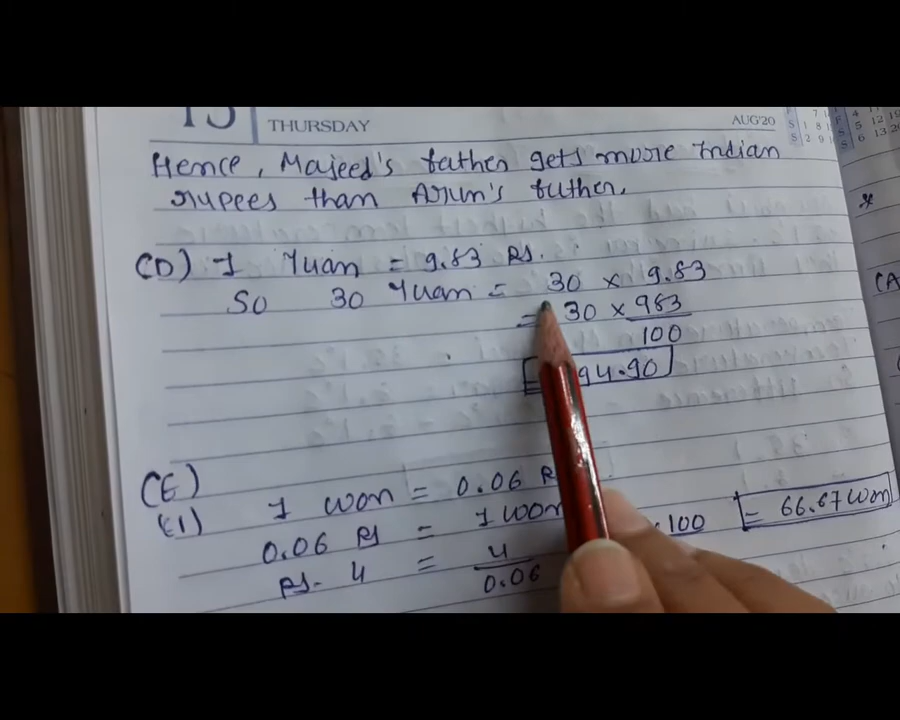 THURSDAY
AUG'20
Hence, Majeed's father gets more Indian
rupees than Arjun's father.
(D) 1 Yuan = 9.83 Rs.
So 30 Yuan = 30 × 9.83
= 30 × 983
100
94.90
(E)
(E1) 1 won = 0.06 R
0.06 Rs = 1 won
Rs. 4 = 4
0.06
.100
= 66.67 Won